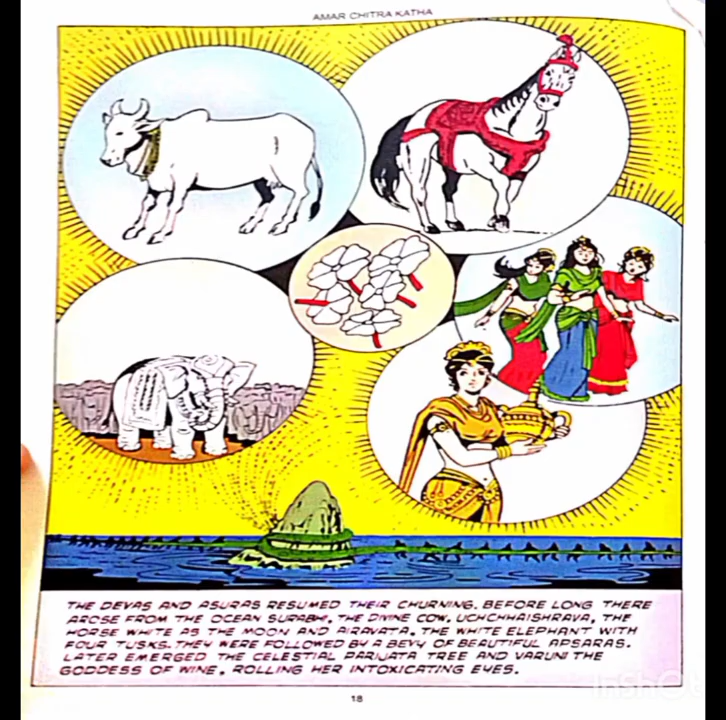 AMAR CHITRA KATHA
THE DEVAS AND ASURAS RESUMED THEIR CHURNING. BEFORE LONG THERE
AROSE FROM THE OCEAN SURABHI, THE DIVINE COW, UCHCHHAISHRAVA, THE
HORSE WHITE AS THE MOON AND AIRAVATA, THE WHITE ELEPHANT WITH
FOUR TUSKS. THEY WERE FOLLOWED BY A BEVY OF BEAUTIFUL APSARAS.
LATER EMERGED THE CELESTIAL PARIJATA TREE AND VARUNI THE
GODDESS OF WINE, ROLLING HER INTOXICATING EYES.
18
InShOt